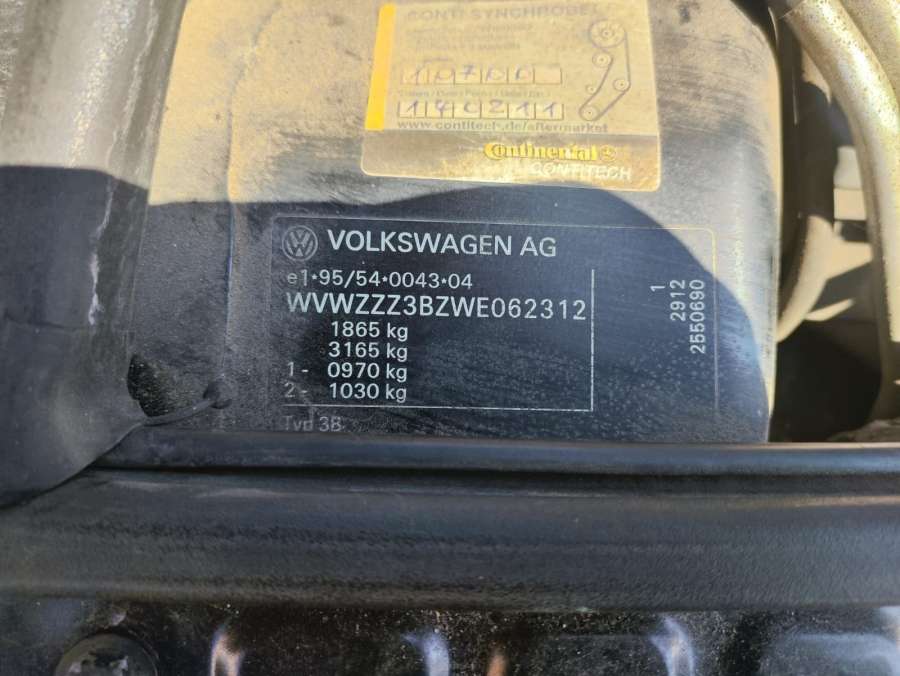 CONTI SYNCHROBELT
10700
140211
www.contitech.de/aftermarket
Continental
CONTITECH
VOLKSWAGEN AG
e1*95/54*0043*04
WVWZZZ3BZWE062312
1865 kg
3165 kg
1 - 0970 kg
2 - 1030 kg
Typ 3B
1
2912
2550690